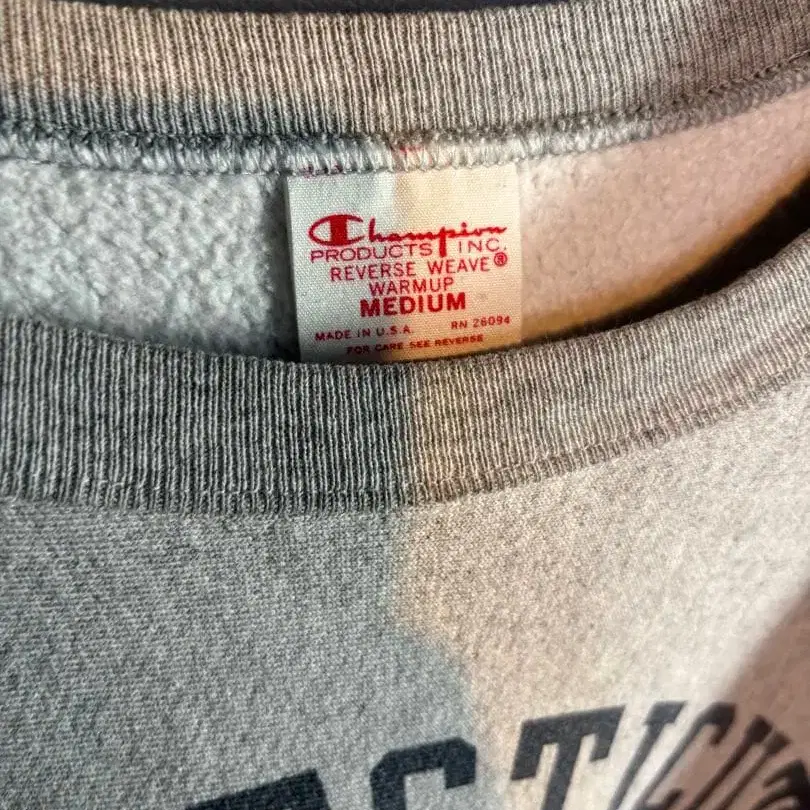 Champion
PRODUCTS INC.
REVERSE WEAVE®
WARMUP
MEDIUM
MADE IN U.S.A. RN 26094
FOR CARE SEE REVERSE